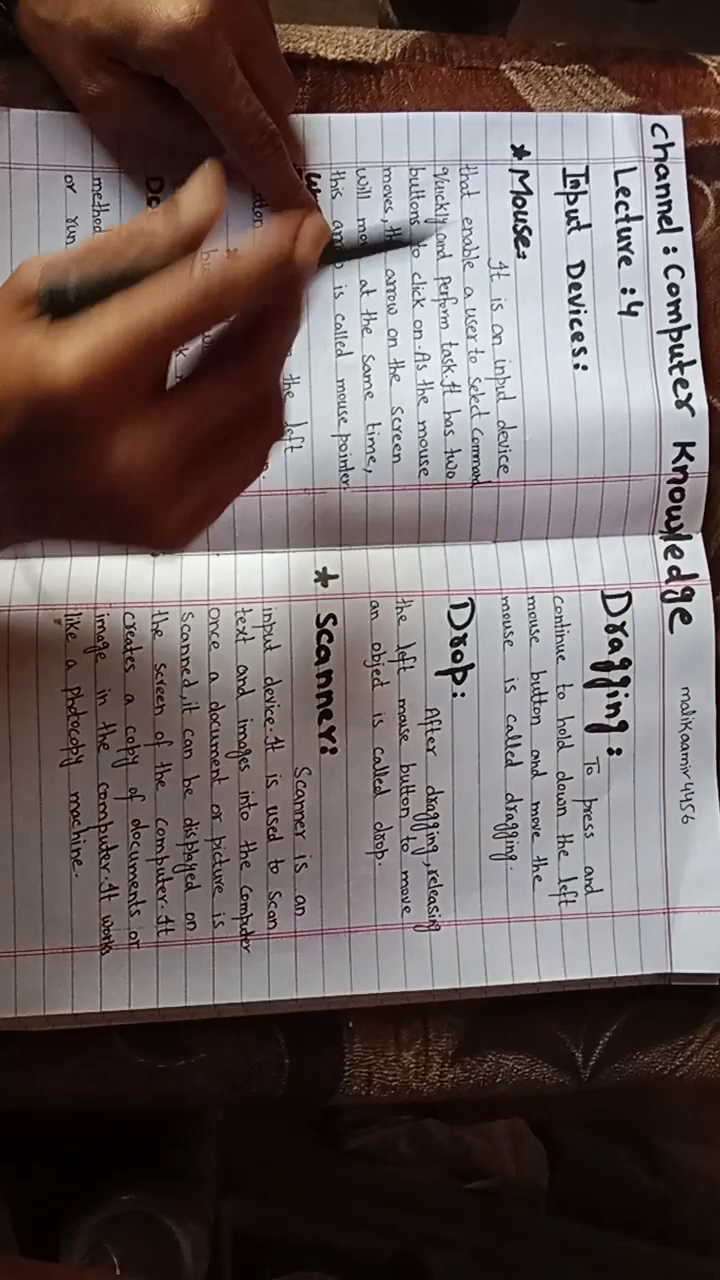 Channel : Computer Knowledge
malikaamir4456
Lecture : 4
Input Devices:
* Mouse:
It is an input device
that enable a user to select command
quickly and perform task. It has two
buttons to click on. As the mouse
moves, the arrow on the screen
will at the same time,
this is called mouse pointer
the left
method
or run
Dragging :
To press and
continue to hold down the left
mouse button and move the
mouse is called dragging.
Drop:
After dragging, releasing
the left mouse button to move
an object is called drop.
* Scanner:
Scanner is an
input device. It is used to scan
text and images into the computer
once a document or picture is
scanned, it can be displayed on
the screen of the computer. It
creates a copy of documents or
image in the computer. It works
like a photocopy machine.